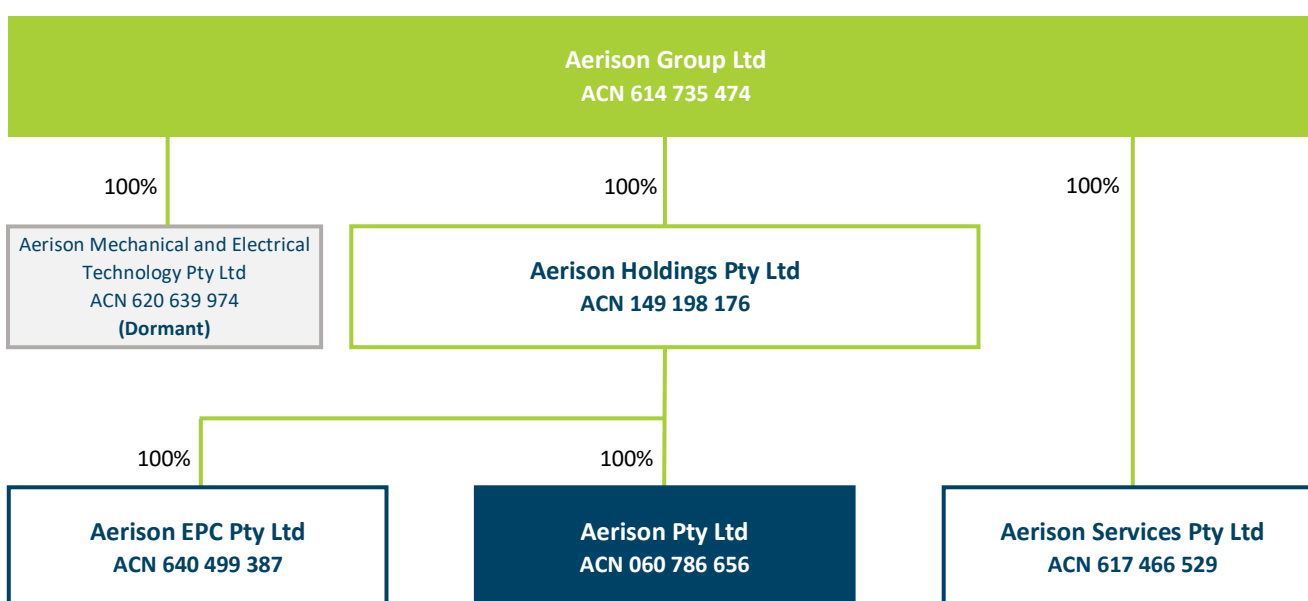 Aerison Group Ltd
ACN 614 735 474
100%
100%
100%
Aerison Mechanical and Electrical
Technology Pty Ltd
ACN 620 639 974
(Dormant)
Aerison Holdings Pty Ltd
ACN 149 198 176
100%
100%
Aerison EPC Pty Ltd
ACN 640 499 387
Aerison Pty Ltd
ACN 060 786 656
Aerison Services Pty Ltd
ACN 617 466 529